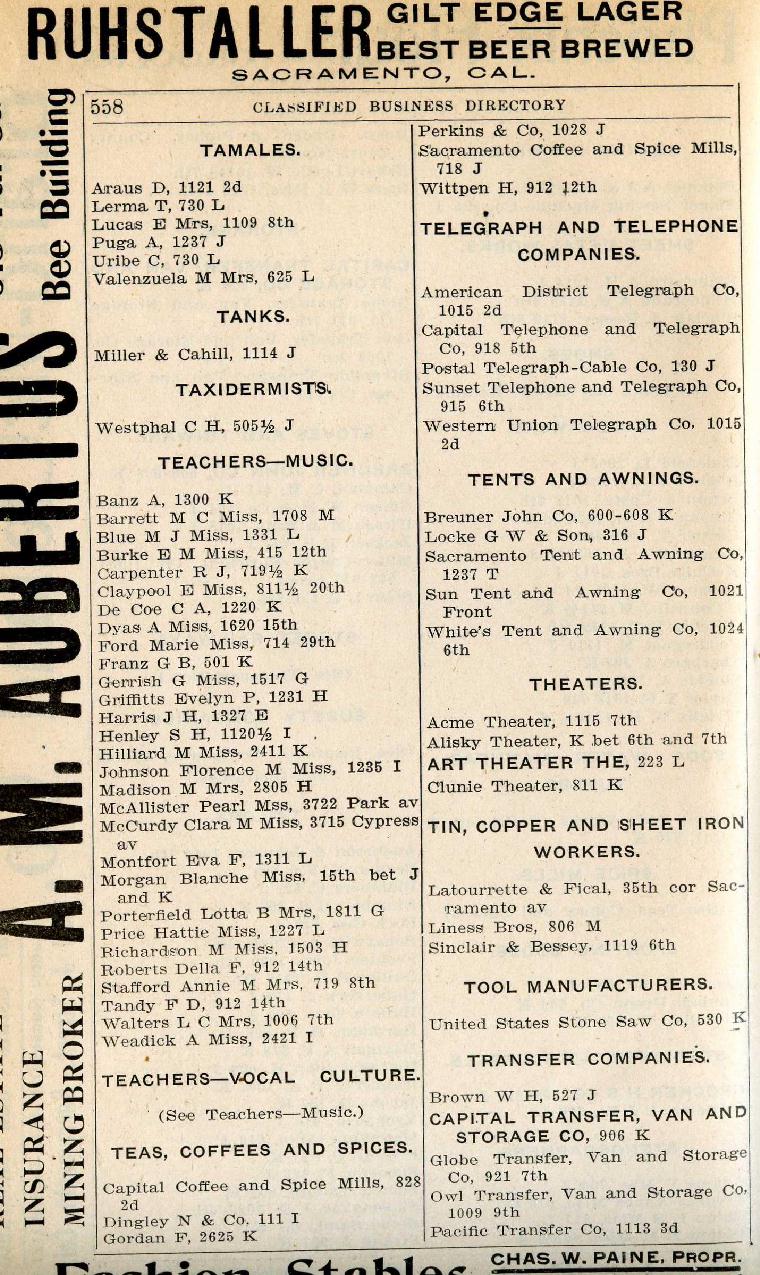 RUHSTALLER GILT EDGE LAGER
BEST BEER BREWED
SACRAMENTO, CAL.
558 CLASSIFIED BUSINESS DIRECTORY
TAMALES.
Araus D, 1121 2d
Lerma T, 730 L
Lucas E Mrs, 1109 8th
Puga A, 1237 J
Uribe C, 730 L
Valenzuela M Mrs, 625 L
TANKS.
Miller & Cahill, 1114 J
TAXIDERMISTS.
Westphal C H, 505½ J
TEACHERS—MUSIC.
Banz A, 1300 K
Barrett M C Miss, 1708 M
Blue M J Miss, 1331 L
Burke E M Miss, 415 12th
Carpenter R J, 719½ K
Claypool E Miss, 811½ 20th
De Coe C A, 1220 K
Dyas A Miss, 1620 15th
Ford Marie Miss, 714 29th
Franz G B, 501 K
Gerrish G Miss, 1517 G
Griffitts Evelyn P, 1231 H
Harris J H, 1327 E
Henley S H, 1120½ I
Hilliard M Miss, 2411 K
Johnson Florence M Miss, 1235 I
Madison M Mrs, 2805 H
McAllister Pearl Mss, 3722 Park av
McCurdy Clara M Miss, 3715 Cypress
av
Montfort Eva F, 1311 L
Morgan Blanche Miss, 15th bet J
and K
Porterfield Lotta B Mrs, 1811 G
Price Hattie Miss, 1227 L
Richardson M Miss, 1503 H
Roberts Della F, 912 14th
Stafford Annie M Mrs, 719 8th
Tandy F D, 912 14th
Walters L C Mrs, 1006 7th
Weadick A Miss, 2421 I
TEACHERS—VOCAL CULTURE.
(See Teachers—Music.)
TEAS, COFFEES AND SPICES.
Capital Coffee and Spice Mills, 828
2d
Dingley N & Co, 111 I
Gordan F, 2625 K
Perkins & Co, 1028 J
Sacramento Coffee and Spice Mills,
718 J
Wittpen H, 912 12th
TELEGRAPH AND TELEPHONE
COMPANIES.
American District Telegraph Co,
1015 2d
Capital Telephone and Telegraph
Co, 918 5th
Postal Telegraph-Cable Co, 130 J
Sunset Telephone and Telegraph Co,
915 6th
Western Union Telegraph Co, 1015
2d
TENTS AND AWNINGS.
Breuner John Co, 600-608 K
Locke G W & Son, 316 J
Sacramento Tent and Awning Co,
1237 T
Sun Tent and Awning Co, 1021
Front
White's Tent and Awning Co, 1024
6th
THEATERS.
Acme Theater, 1115 7th
Alisky Theater, K bet 6th and 7th
ART THEATER THE, 223 L
Clunie Theater, 811 K
TIN, COPPER AND SHEET IRON
WORKERS.
Latourrette & Fical, 35th cor Sac-
ramento av
Liness Bros, 806 M
Sinclair & Bessey, 1119 6th
TOOL MANUFACTURERS.
United States Stone Saw Co, 530 K
TRANSFER COMPANIES.
Brown W H, 527 J
CAPITAL TRANSFER, VAN AND
STORAGE CO, 906 K
Globe Transfer, Van and Storage
Co, 921 7th
Owl Transfer, Van and Storage Co,
1009 9th
Pacific Transfer Co, 1113 3d
A. M. AUBERTUS
Bee Building
INSURANCE
MINING BROKER
Fashion Stables
CHAS. W. PAINE, PROPR.